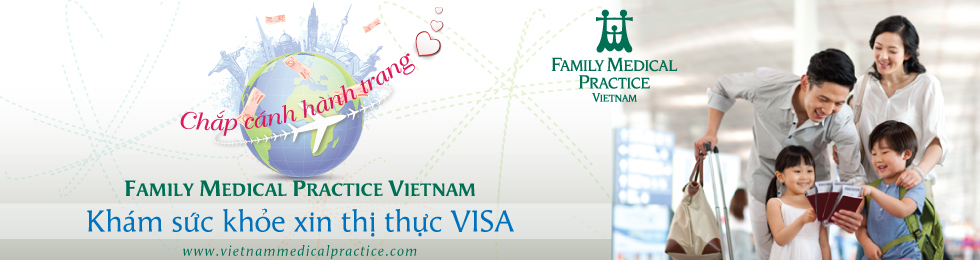 Chắp cánh hành trang
FAMILY MEDICAL PRACTICE VIETNAM
Khám sức khỏe xin thị thực VISA
www.vietnammedicalpractice.com
FAMILY MEDICAL
PRACTICE
VIETNAM